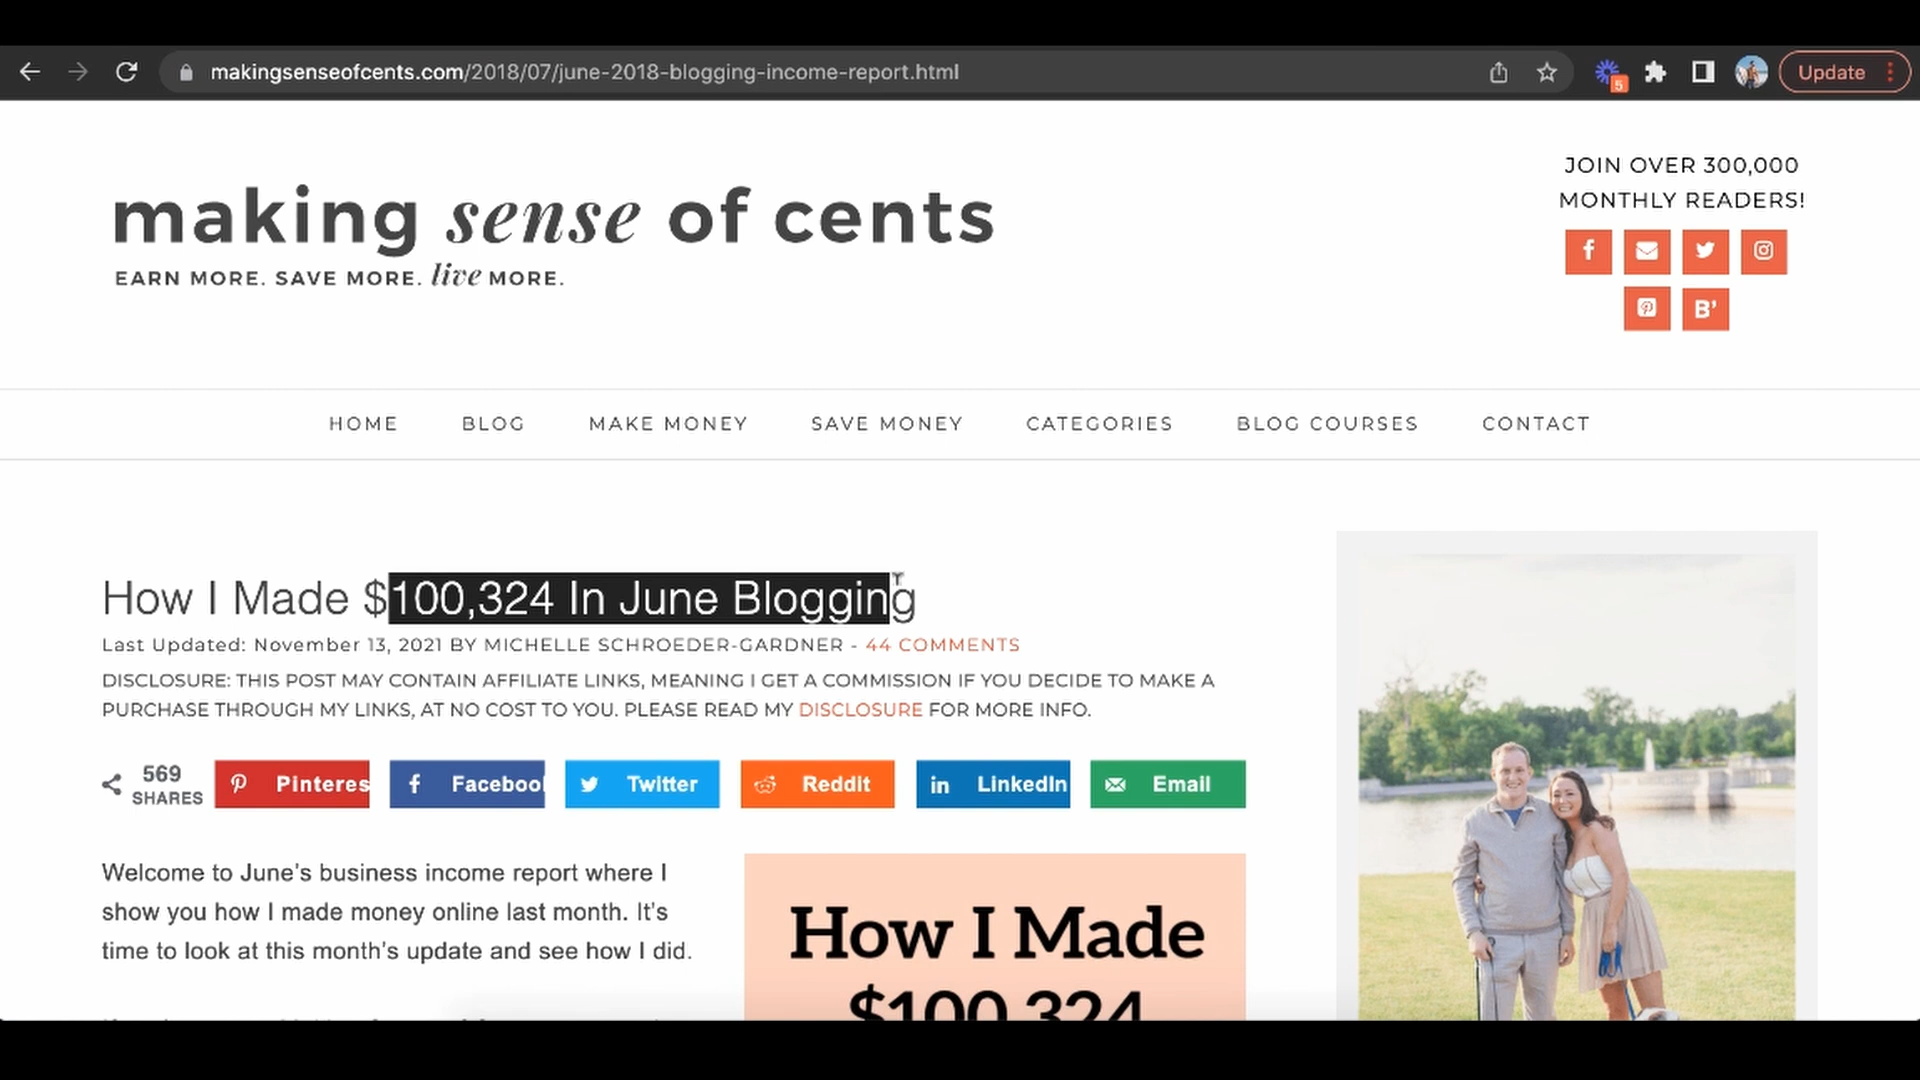 makingsenseofcents.com/2018/07/june-2018-blogging-income-report.html
5
Update
making sense of cents
EARN MORE. SAVE MORE. live MORE.
JOIN OVER 300,000
MONTHLY READERS!
B'
HOME BLOG MAKE MONEY SAVE MONEY CATEGORIES BLOG COURSES CONTACT
How I Made $100,324 In June Blogging
Last Updated: November 13, 2021 BY MICHELLE SCHROEDER-GARDNER - 44 COMMENTS
DISCLOSURE: THIS POST MAY CONTAIN AFFILIATE LINKS, MEANING I GET A COMMISSION IF YOU DECIDE TO MAKE A
PURCHASE THROUGH MY LINKS, AT NO COST TO YOU. PLEASE READ MY DISCLOSURE FOR MORE INFO.
569
SHARES
Pinteres Faceboo Twitter Reddit LinkedIn Email
Welcome to June's business income report where I
show you how I made money online last month. It's
time to look at this month's update and see how I did.
How I Made
$100,324